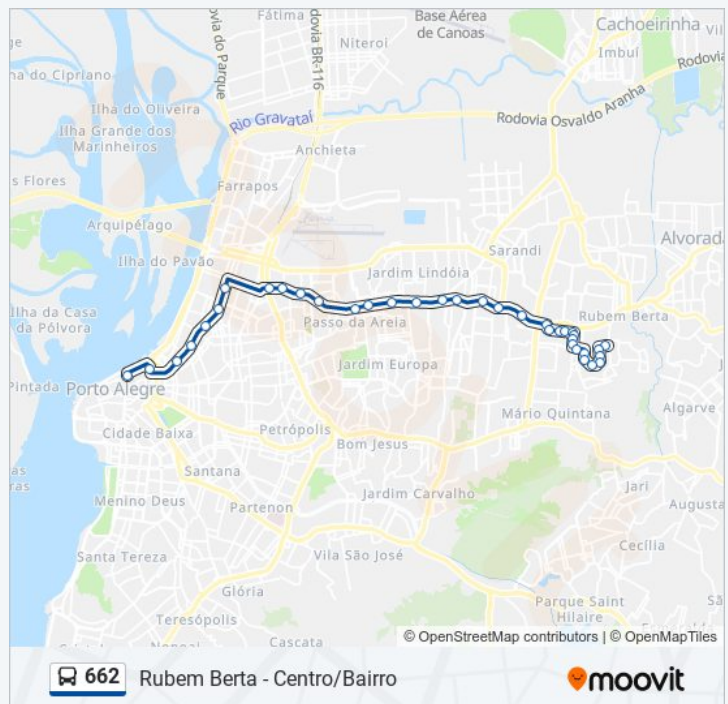 Fátima
Base Aérea
de Canoas
Cachoeirinha
Niteroi
Imbuí
Rodovia BR-116
Rodovia Osvaldo Aranha
Ilha do Oliveira
Rio Gravataí
Ilha Grande dos
Marinheiros
Anchieta
Flores
Farrapos
Arquipélago
Sarandi
Alvorada
Ilha do Pavão
Jardim Lindóia
Ilha da Casa
da Pólvora
Passo da Areia
Rubem Berta
Jardim Europa
Pintada
Porto Alegre
Algarve
Cidade Baixa
Petrópolis
Mário Quintana
Bom Jesus
Santana
Jari
Menino Deus
Partenon
Jardim Carvalho
Augusta
Santa Tereza
Vila São José
Cecília
Glória
Parque Saint
Hilaire
Teresópolis
Cascata
© OpenStreetMap contributors | © OpenMapTiles
662 Rubem Berta - Centro/Bairro
moovit